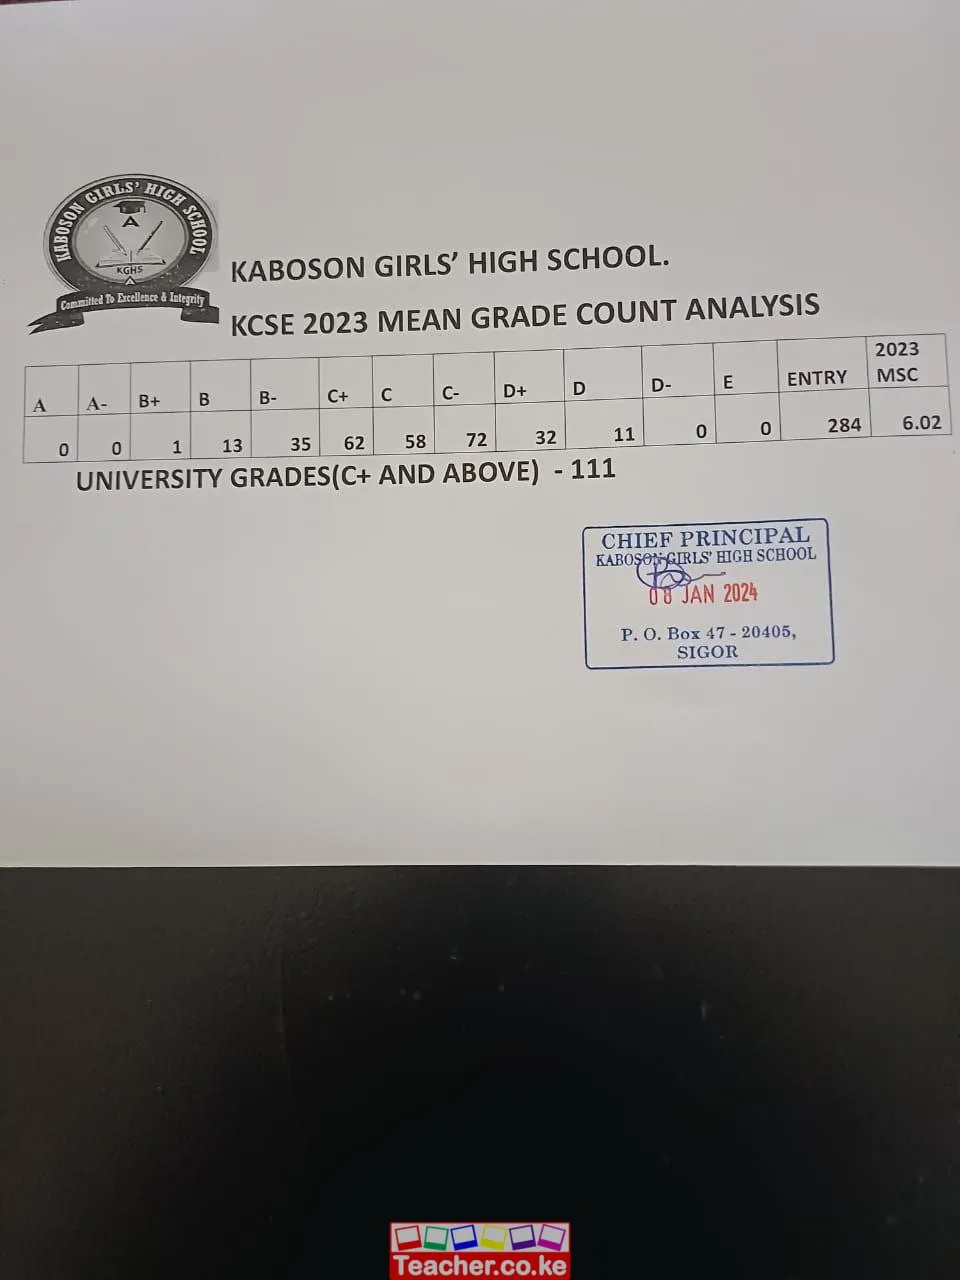 KABOSON GIRLS' HIGH SCHOOL
A
KGHS
Committed To Excellence & Integrity
KABOSON GIRLS' HIGH SCHOOL.
KCSE 2023 MEAN GRADE COUNT ANALYSIS
A A- B+ B B- C+ C C- D+ D D- E ENTRY 2023 MSC
0 0 1 13 35 62 58 72 32 11 0 0 284 6.02
UNIVERSITY GRADES(C+ AND ABOVE) - 111
CHIEF PRINCIPAL
KABOSON GIRLS' HIGH SCHOOL
08 JAN 2024
P. O. Box 47 - 20405,
SIGOR
Teacher.co.ke